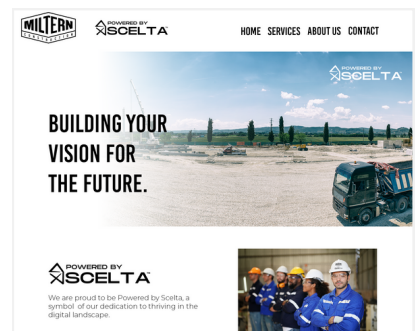 MILTERN
CONSTRUCTION
POWERED BY
SCELTA
HOME SERVICES ABOUT US CONTACT
POWERED BY
SCELTA
BUILDING YOUR
VISION FOR
THE FUTURE.
POWERED BY
SCELTA
We are proud to be Powered by Scelta, a
symbol of our dedication to thriving in the
digital landscape.